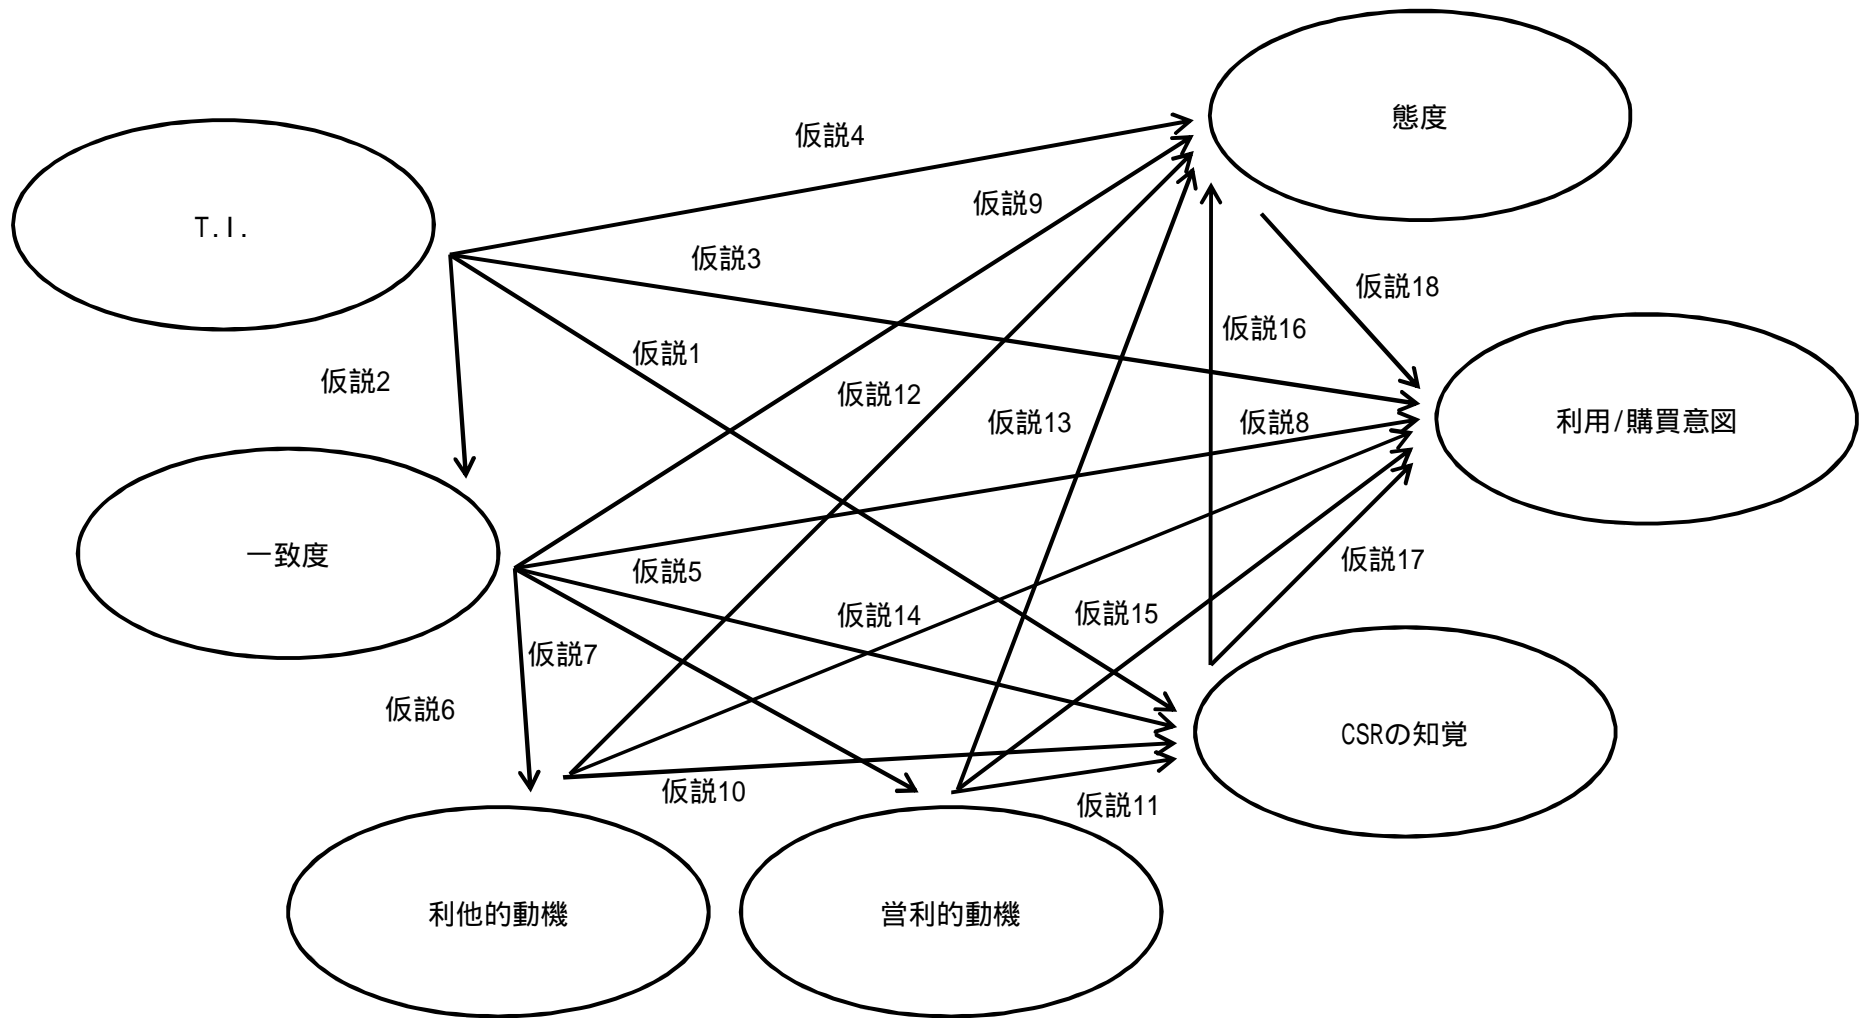 態度
仮説4
仮説9
T.I.
仮説3
仮説18
仮説16
仮説1
仮説2
仮説12
仮説13
仮説8
利用/購買意図
一致度
仮説5
仮説17
仮説14
仮説15
仮説7
仮説6
CSRの知覚
仮説10
仮説11
利他的動機
営利的動機